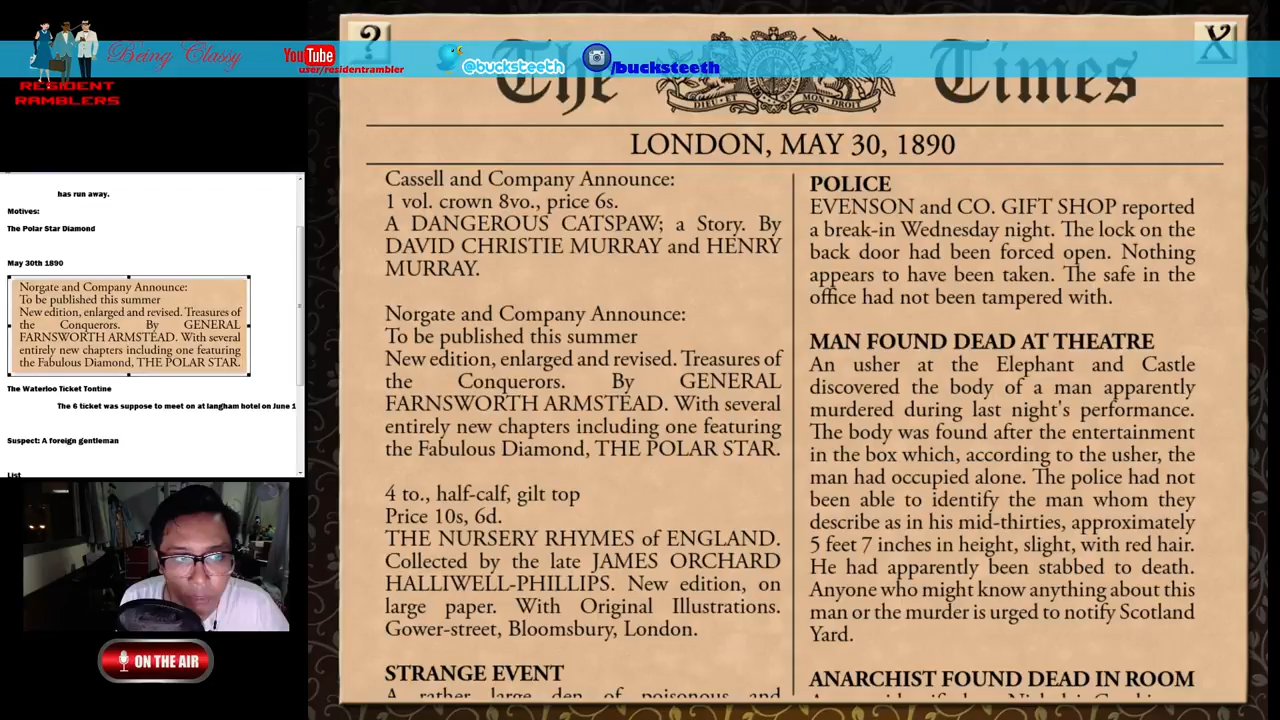 ?
X
Being Classy
YouTube
user/residentrambler
@bucksteeth
/bucksteeth
RESIDENT
RAMBLERS
The Times
DIEU ET MON DROIT
LONDON, MAY 30, 1890
has run away.
Motives:
The Polar Star Diamond
May 30th 1890
Norgate and Company Announce:
To be published this summer
New edition, enlarged and revised. Treasures of
the Conquerors. By GENERAL
FARNSWORTH ARMSTEAD. With several
entirely new chapters including one featuring
the Fabulous Diamond, THE POLAR STAR.
The Waterloo Ticket Tontine
The 6 ticket was suppose to meet on at langham hotel on June 1
Suspect: A foreign gentleman
List
ON THE AIR
Cassell and Company Announce:
1 vol. crown 8vo., price 6s.
A DANGEROUS CATSPAW; a Story. By
DAVID CHRISTIE MURRAY and HENRY
MURRAY.
Norgate and Company Announce:
To be published this summer
New edition, enlarged and revised. Treasures of
the Conquerors. By GENERAL
FARNSWORTH ARMSTEAD. With several
entirely new chapters including one featuring
the Fabulous Diamond, THE POLAR STAR.
4 to., half-calf, gilt top
Price 10s, 6d.
THE NURSERY RHYMES of ENGLAND.
Collected by the late JAMES ORCHARD
HALLIWELL-PHILLIPS. New edition, on
large paper. With Original Illustrations.
Gower-street, Bloomsbury, London.
STRANGE EVENT
A rather large den of poisonous and
POLICE
EVENSON and CO. GIFT SHOP reported
a break-in Wednesday night. The lock on the
back door had been forced open. Nothing
appears to have been taken. The safe in the
office had not been tampered with.
MAN FOUND DEAD AT THEATRE
An usher at the Elephant and Castle
discovered the body of a man apparently
murdered during last night's performance.
The body was found after the entertainment
in the box which, according to the usher, the
man had occupied alone. The police had not
been able to identify the man whom they
describe as in his mid-thirties, approximately
5 feet 7 inches in height, slight, with red hair.
He had apparently been stabbed to death.
Anyone who might know anything about this
man or the murder is urged to notify Scotland
Yard.
ANARCHIST FOUND DEAD IN ROOM